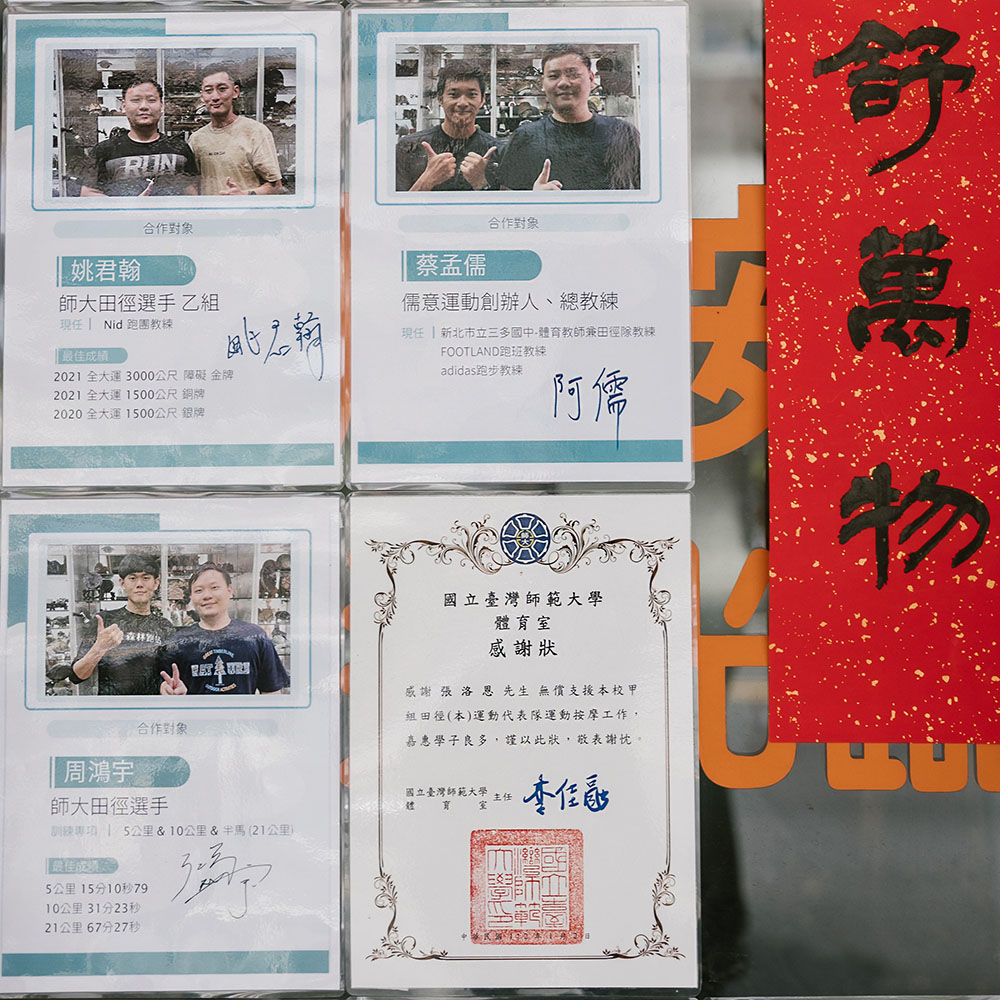 RUN
合作對象
姚君翰
師大田徑選手 乙組
現任｜ Nid 跑團教練
最佳成績
2021 全大運 3000公尺 障礙 金牌
2021 全大運 1500公尺 銅牌
2020 全大運 1500公尺 銀牌
合作對象
蔡孟儒
儒意運動創辦人、總教練
現任｜新北市立三多國中-體育教師兼田徑隊教練
FOOTLAND跑班教練
adidas跑步教練
阿儒
森林跑站
合作對象
周鴻宇
師大田徑選手
訓練專項｜ 5公里 & 10公里 & 半馬 (21公里)
最佳成績
5公里 15分10秒79
10公里 31分23秒
21公里 67分27秒
師大
國立臺灣師範大學
體育室
感謝狀
感謝 張洛恩 先生 無償支援本校甲
組田徑(本)運動代表隊運動按摩工作，
嘉惠學子良多，謹以此狀，敬表謝忱。
國立臺灣師範大學
體育室 主任 李佳融
國立臺灣師範大學印
舒萬物